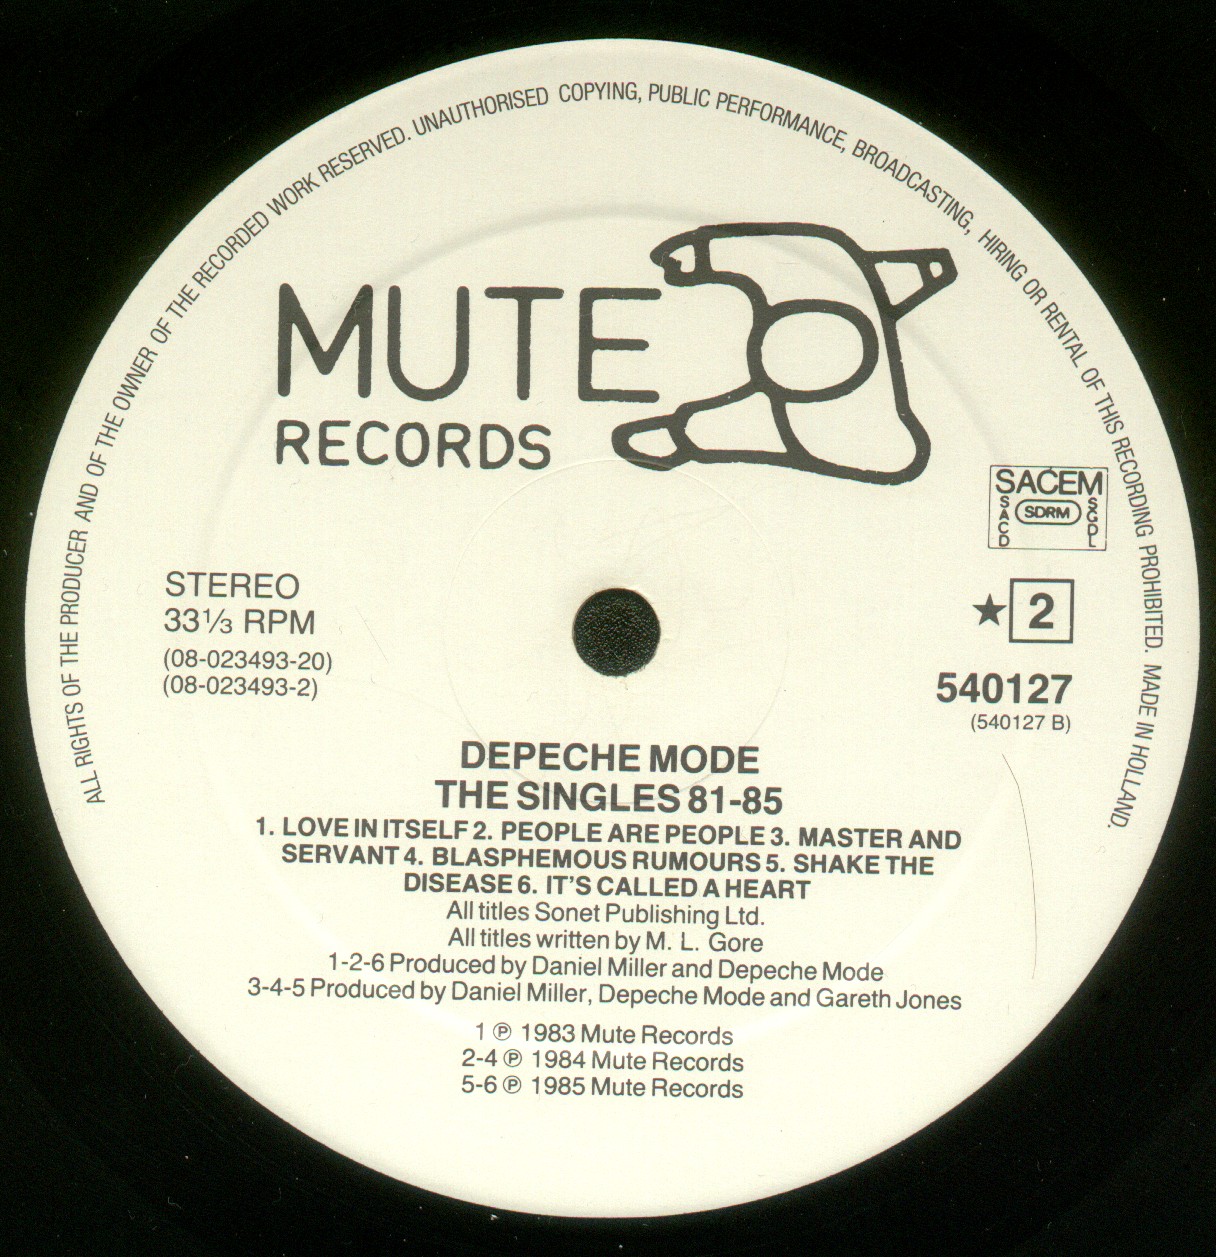 ALL RIGHTS OF THE PRODUCER AND OF THE OWNER OF THE RECORDED WORK RESERVED. UNAUTHORISED COPYING, PUBLIC PERFORMANCE, BROADCASTING, HIRING OR RENTAL OF THIS RECORDING PROHIBITED. MADE IN HOLLAND.
MUTE
RECORDS
SACEM
SACD
SDRM
SGDL
STEREO
33⅓ RPM
(08-023493-20)
(08-023493-2)
★ 2
540127
(540127 B)
DEPECHE MODE
THE SINGLES 81-85
1. LOVE IN ITSELF 2. PEOPLE ARE PEOPLE 3. MASTER AND
SERVANT 4. BLASPHEMOUS RUMOURS 5. SHAKE THE
DISEASE 6. IT'S CALLED A HEART
All titles Sonet Publishing Ltd.
All titles written by M. L. Gore
1-2-6 Produced by Daniel Miller and Depeche Mode
3-4-5 Produced by Daniel Miller, Depeche Mode and Gareth Jones
1 ℗ 1983 Mute Records
2-4 ℗ 1984 Mute Records
5-6 ℗ 1985 Mute Records